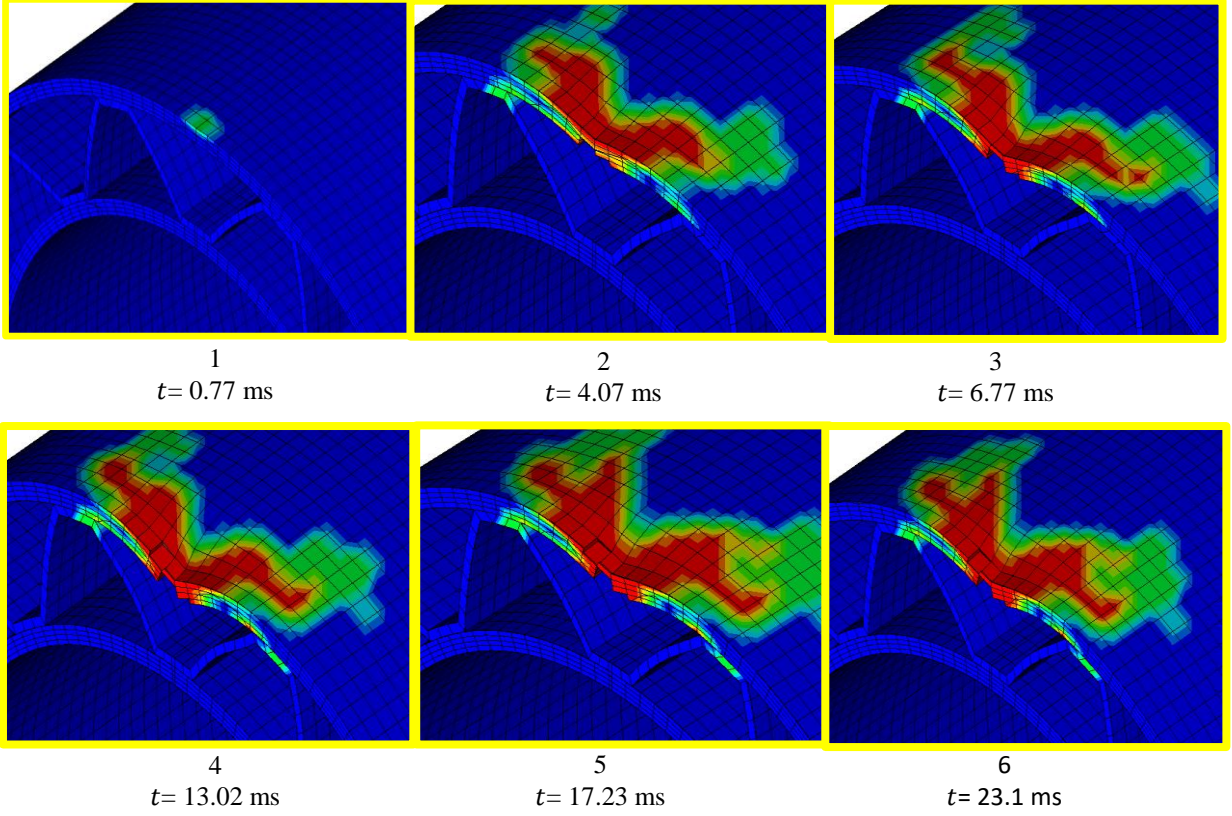 1
t= 0.77 ms
2
t= 4.07 ms
3
t= 6.77 ms
4
t= 13.02 ms
5
t= 17.23 ms
6
t= 23.1 ms